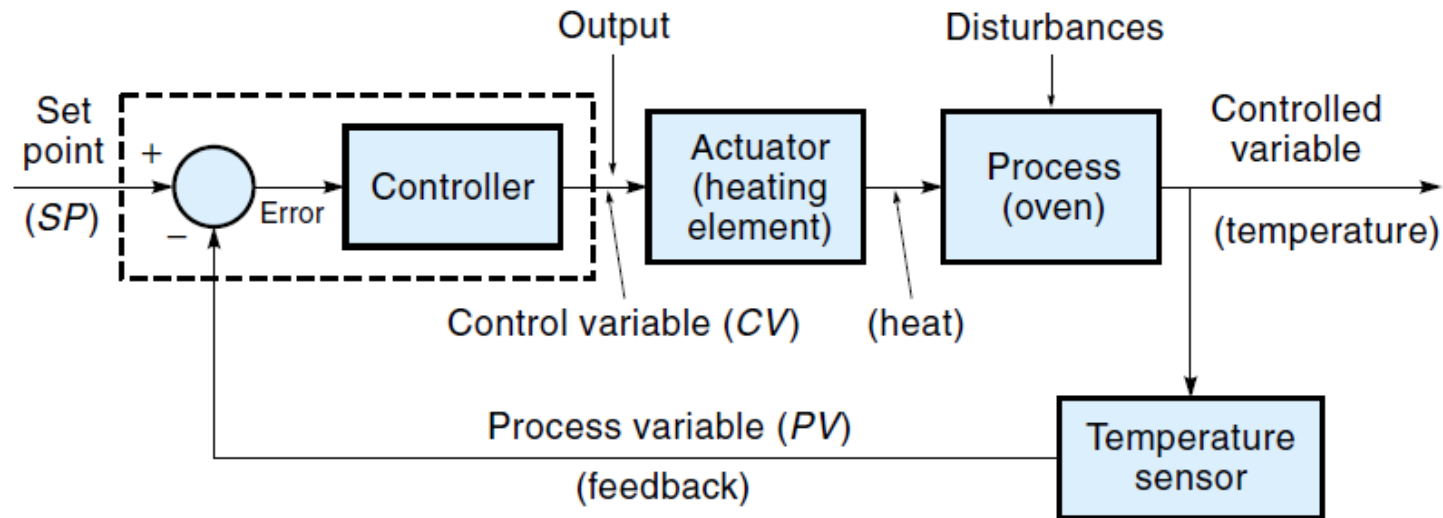 Output
Disturbances
Set
point
+
(SP)
−
Error
Controller
Actuator
(heating
element)
Process
(oven)
Controlled
variable
(temperature)
Control variable (CV)
(heat)
Process variable (PV)
(feedback)
Temperature
sensor